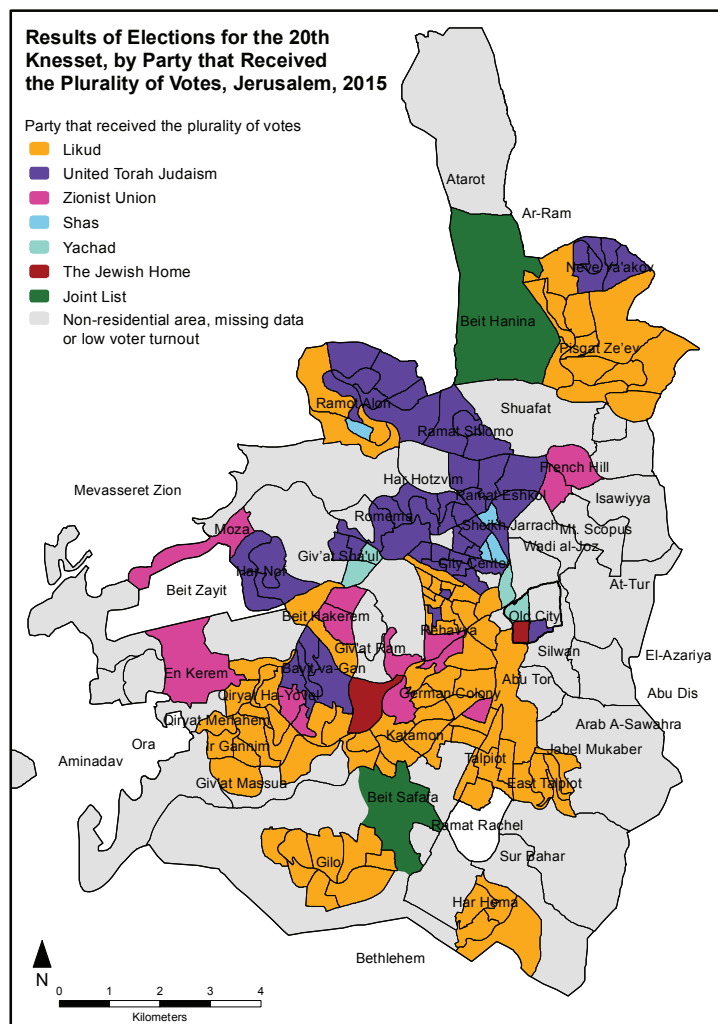 Results of Elections for the 20th
Knesset, by Party that Received
the Plurality of Votes, Jerusalem, 2015
Party that received the plurality of votes
Likud
United Torah Judaism
Zionist Union
Shas
Yachad
The Jewish Home
Joint List
Non-residential area, missing data
or low voter turnout
Atarot
Ar-Ram
Neve Ya'akov
Beit Hanina
Pisgat Ze'ev
Ramot Alon
Shuafat
Ramat Shlomo
French Hill
Har Hotzvim
Mevasseret Zion
Ramat Eshkol
Isawiyya
Romema
Sheikh Jarrach
Mt. Scopus
Moza
Wadi al-Joz
Giv'at Sha'ul
City Center
Har Nof
At-Tur
Beit Zayit
Beit Hakerem
Old City
Rehavya
Giv'at Ram
Silwan
El-Azariya
En Kerem
Bayit-va-Gan
Abu Tor
Qiryat Ha-Yovel
German Colony
Abu Dis
Qiryat Menahem
Arab A-Sawahra
Ora
Ir Gannim
Katamon
Jabel Mukaber
Aminadav
Talpiot
Giv'at Massua
East Talpiot
Beit Safafa
Ramat Rachel
Sur Bahar
Gilo
Har Homa
Bethlehem
N
0 1 2 3 4
Kilometers